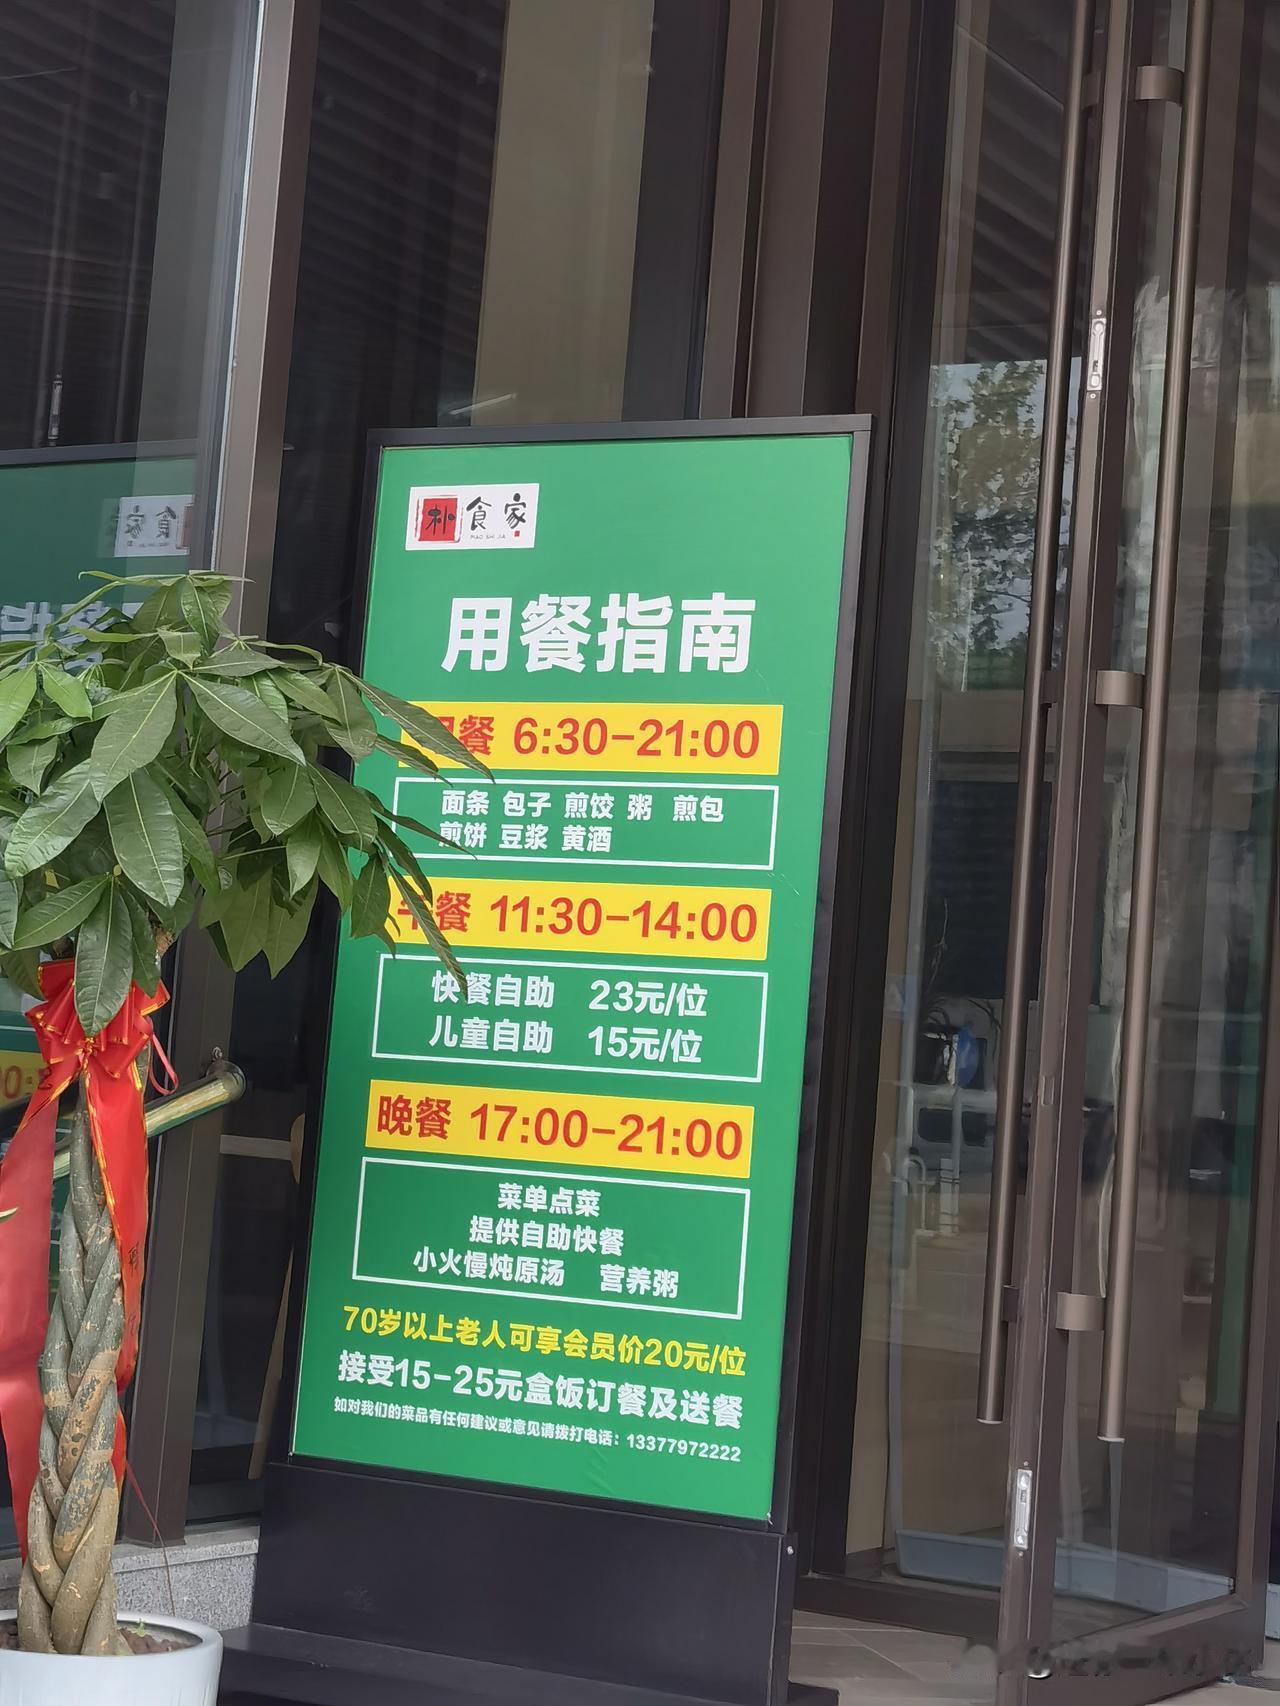 朴食家
用餐指南
餐 6:30-21:00
面条 包子 煎饺 粥 煎包
煎饼 豆浆 黄酒
午餐 11:30-14:00
快餐自助 23元/位
儿童自助 15元/位
晚餐 17:00-21:00
菜单点菜
提供自助快餐
小火慢炖原汤 营养粥
70岁以上老人可享会员价20元/位
接受15-25元盒饭订餐及送餐
如对我们的菜品有任何建议或意见请拨打电话：13377972222